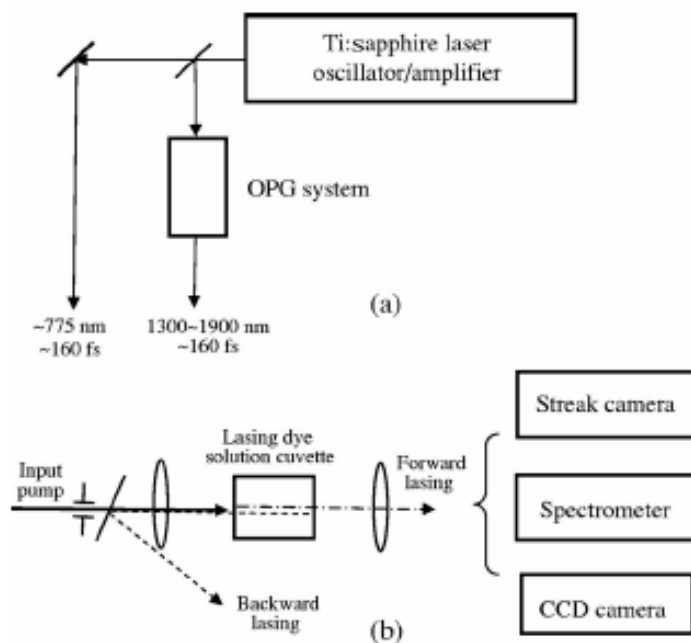 Ti:sapphire laser
oscillator/amplifier
OPG system
(a)
~775 nm
~160 fs
1300~1900 nm
~160 fs
Streak camera
Lasing dye
solution cuvette
Forward
lasing
Input
pump
Spectrometer
Backward
lasing
(b)
CCD camera